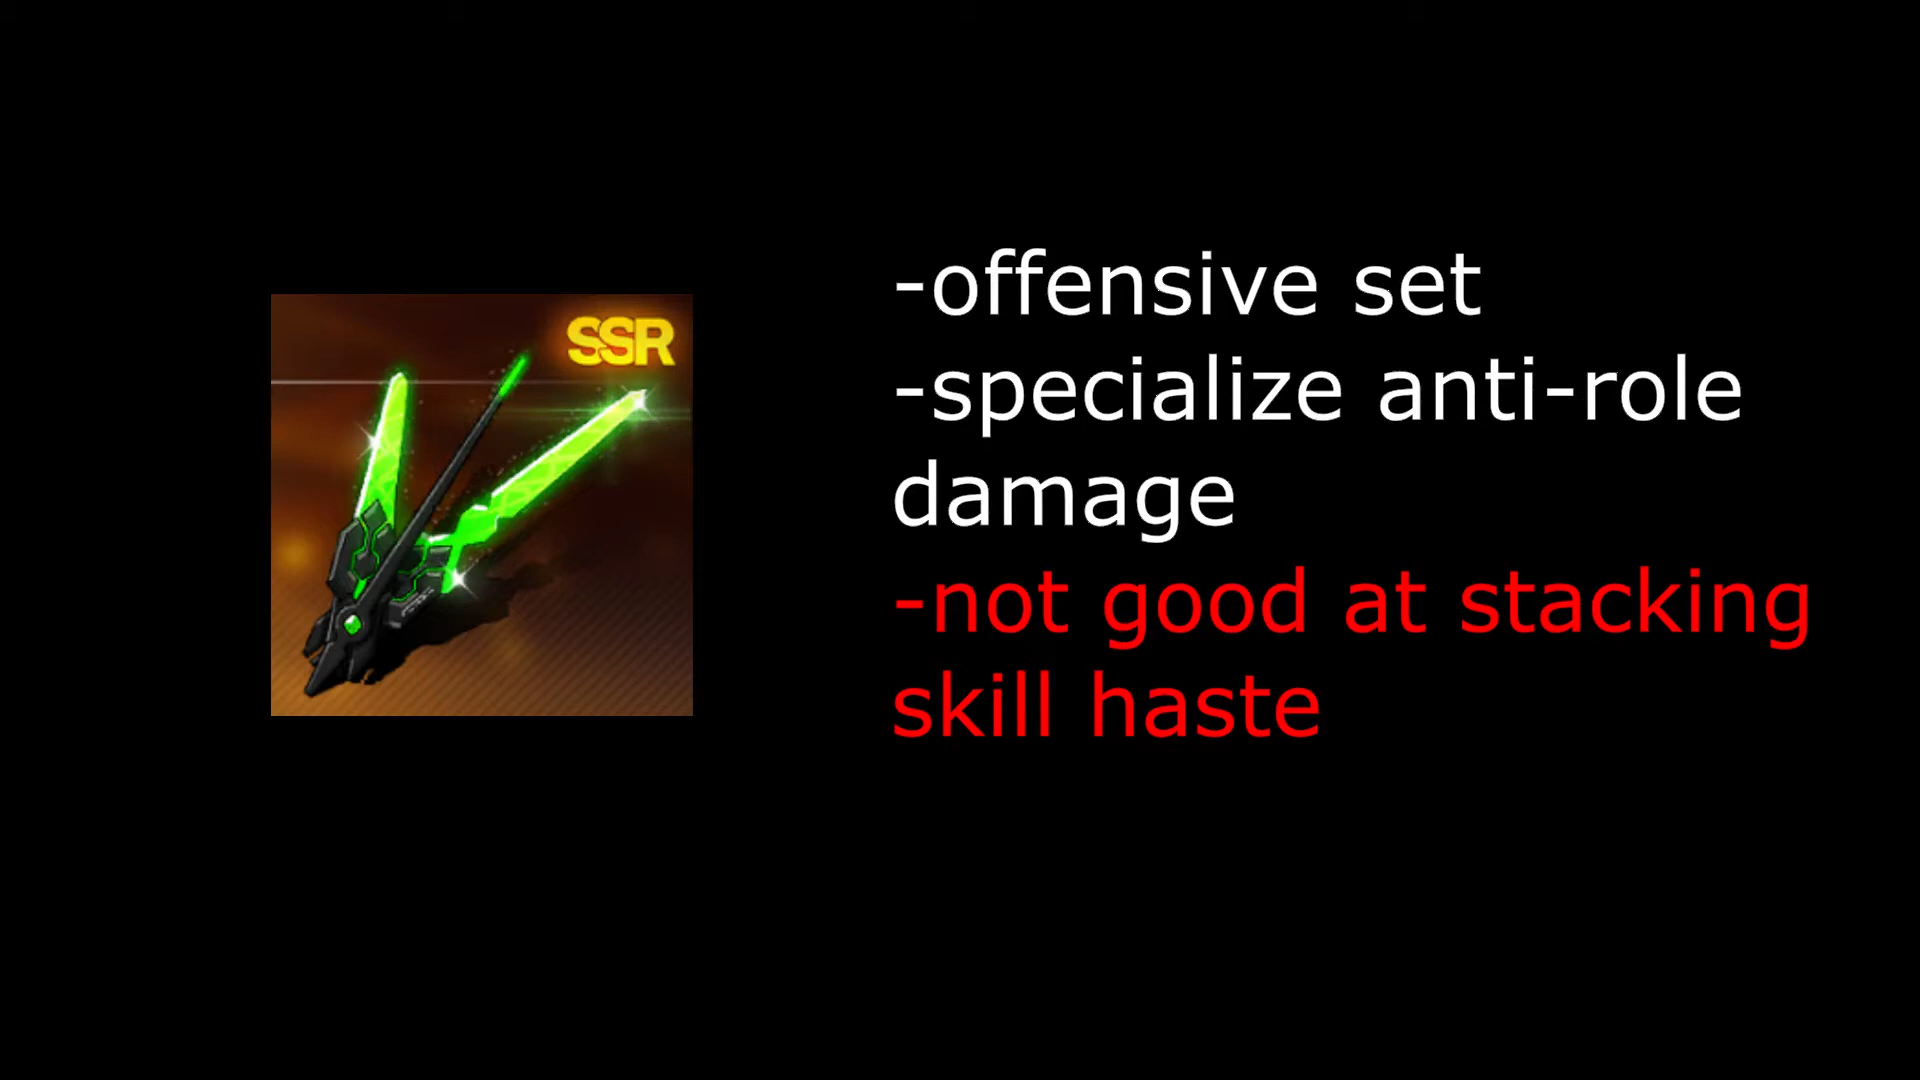 SSR
-offensive set
-specialize anti-role
damage
-not good at stacking
skill haste